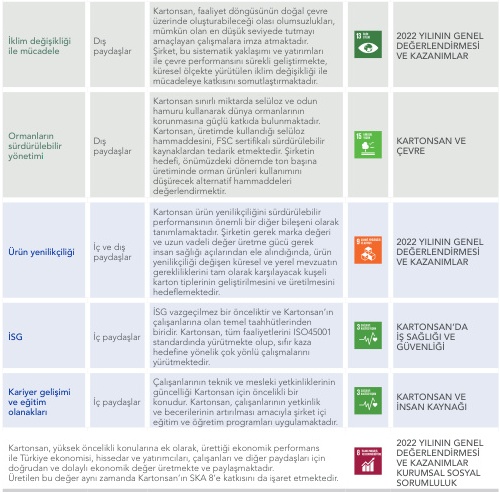 İklim değişikliği
ile mücadele
Dış
paydaşlar
Kartonsan, faaliyet döngüsünün doğal çevre
üzerinde oluşturabileceği olası olumsuzlukları,
mümkün olan en düşük seviyede tutmayı
amaçlayan çalışmalara imza atmaktadır.
Şirket, bu sistematik yaklaşımı ve yatırımları
ile çevre performansını sürekli geliştirmekte,
küresel ölçekte yürütülen iklim değişikliği ile
mücadeleye katkısını somutlaştırmaktadır.
13
2022 YILININ GENEL
DEĞERLENDİRMESİ
VE KAZANIMLAR
Ormanların
sürdürülebilir
yönetimi
Dış
paydaşlar
Kartonsan sınırlı miktarda selüloz ve odun
hamuru kullanarak dünya ormanlarının
korunmasına güçlü katkıda bulunmaktadır.
Kartonsan, üretimde kullandığı selüloz
hammaddesini, FSC sertifikalı sürdürülebilir
kaynaklardan tedarik etmektedir. Şirketin
hedefi, önümüzdeki dönemde ton başına
üretiminde orman ürünleri kullanımını
düşürecek alternatif hammaddeleri
değerlendirmektir.
15
KARTONSAN VE
ÇEVRE
Ürün yenilikçiliği
İç ve dış
paydaşlar
Kartonsan ürün yenilikçiliğini sürdürülebilir
performansının önemli bir diğer bileşeni olarak
tanımlamaktadır. Şirketin gerek marka değeri
ve uzun vadeli değer üretme gücü gerek
insan sağlığı açılarından ele alındığında, ürün
yenilikçiliği değişen küresel ve yerel mevzuatın
gerekliliklerini tam olarak karşılayacak kuşeli
karton tiplerinin geliştirilmesini ve üretilmesini
hedeflemektedir.
9
2022 YILININ GENEL
DEĞERLENDİRMESİ
VE KAZANIMLAR
İSG
İç paydaşlar
İSG vazgeçilmez bir önceliktir ve Kartonsan'ın
çalışanlarına olan temel taahhütlerinden
biridir. Kartonsan, tüm faaliyetlerini ISO45001
standardında yürütmekte olup, sıfır kaza
hedefine yönelik çok yönlü çalışmalarını
yürütmektedir.
3
KARTONSAN'DA
İŞ SAĞLIĞI VE
GÜVENLİĞİ
Kariyer gelişimi
ve eğitim
olanakları
İç paydaşlar
Çalışanlarının teknik ve mesleki yetkinliklerinin
güncelliği Kartonsan için öncelikli bir
konudur. Kartonsan, çalışanlarının yetkinlik
ve becerilerinin artırılması amacıyla şirket içi
eğitim ve öğretim programları uygulamaktadır.
3
KARTONSAN VE
İNSAN KAYNAĞI
Kartonsan, yüksek öncelikli konularına ek olarak, ürettiği ekonomik performans
ile Türkiye ekonomisi, hissedar ve yatırımcıları, çalışanları ve diğer paydaşları için
doğrudan ve dolaylı ekonomik değer üretmekte ve paylaşmaktadır.
Üretilen bu değer aynı zamanda Kartonsan'ın SKA 8'e katkısını da işaret etmektedir.
8
2022 YILININ GENEL
DEĞERLENDİRMESİ
VE KAZANIMLAR
KURUMSAL SOSYAL
SORUMLULUK